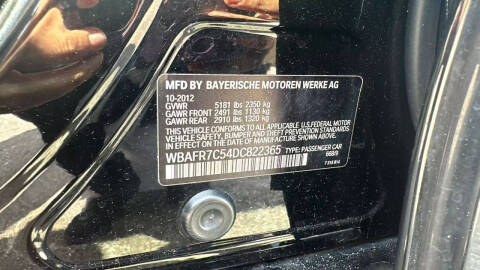 MFD BY BAYERISCHE MOTOREN WERKE AG
10-2012
GVWR 5181 lbs 2350 kg
GAWR FRONT 2491 lbs 1130 kg
GAWR REAR 2910 lbs 1320 kg
THIS VEHICLE CONFORMS TO ALL APPLICABLE U.S. FEDERAL MOTOR
VEHICLE SAFETY, BUMPER AND THEFT PREVENTION STANDARDS
IN EFFECT ON THE DATE OF MANUFACTURE SHOWN ABOVE.
WBAFR7C54DC822365 TYPE: PASSENGER CAR
668/9